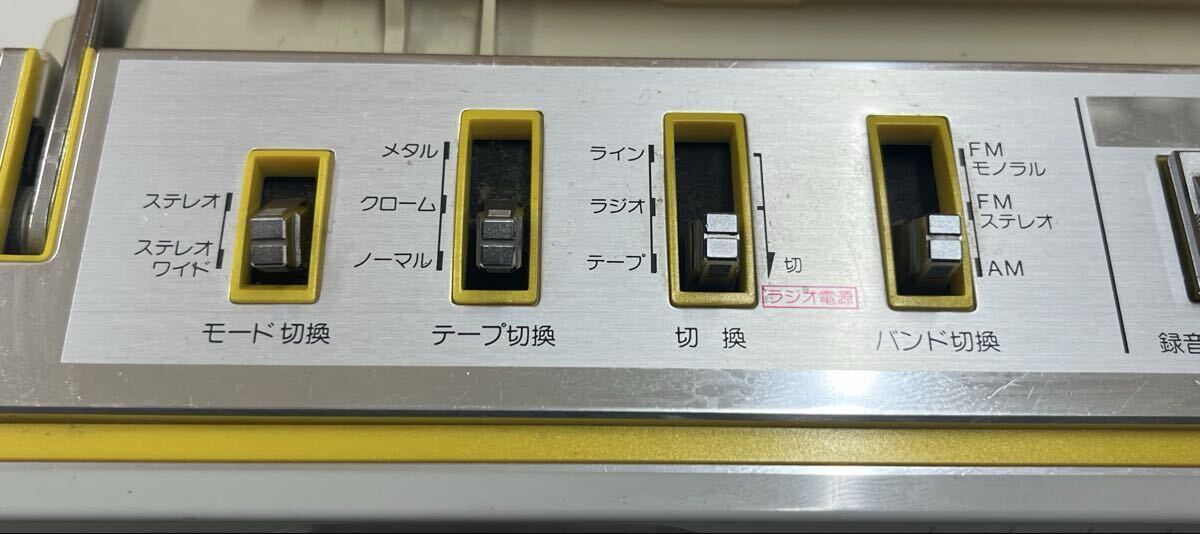 ステレオ
ステレオ
ワイド
モード切換
メタル
クローム
ノーマル
テープ切換
ライン
ラジオ
テープ
切
ラジオ電源
切 換
FM
モノラル
FM
ステレオ
AM
バンド切換
録音